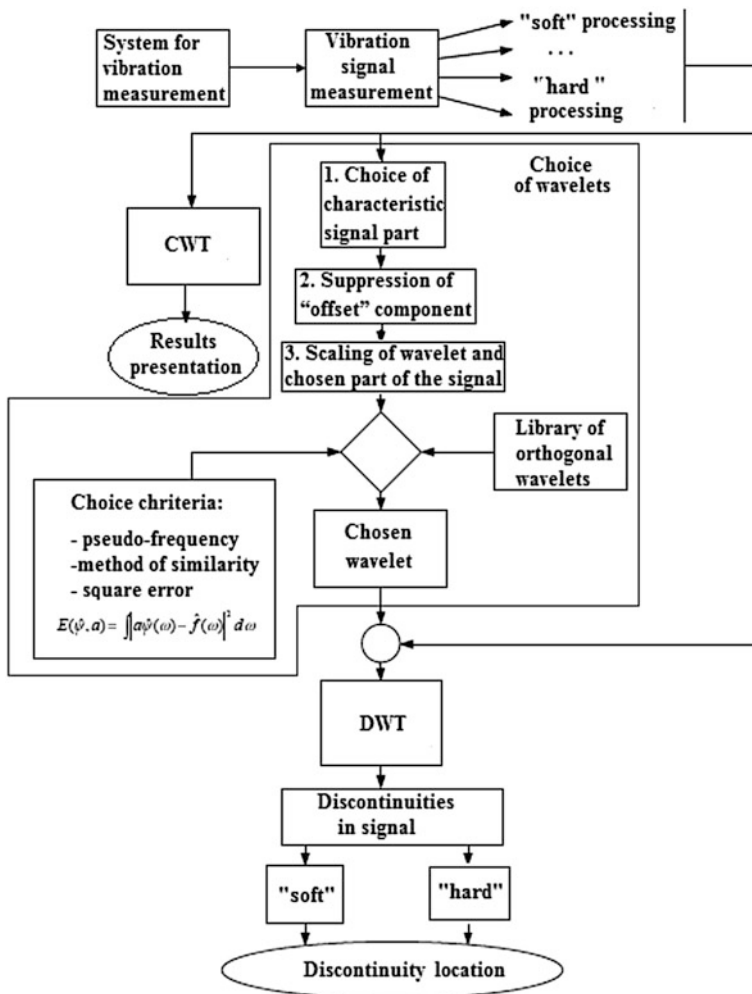 System for
vibration
measurement
Vibration
signal
measurement
"soft" processing
. . .
"hard"
processing
Choice
of wavelets
1. Choice of
characteristic
signal part
CWT
2. Suppression of
“offset” component
Results
presentation
3. Scaling of wavelet and
chosen part of the signal
Library of
orthogonal
wavelets
Choice chriteria:
- pseudo-frequency
-method of similarity
- square error
E(ψ̂,a) = ∫|aψ̂(ω) − f̂(ω)|² dω
Chosen
wavelet
DWT
Discontinuities
in signal
"soft"
"hard"
Discontinuity location